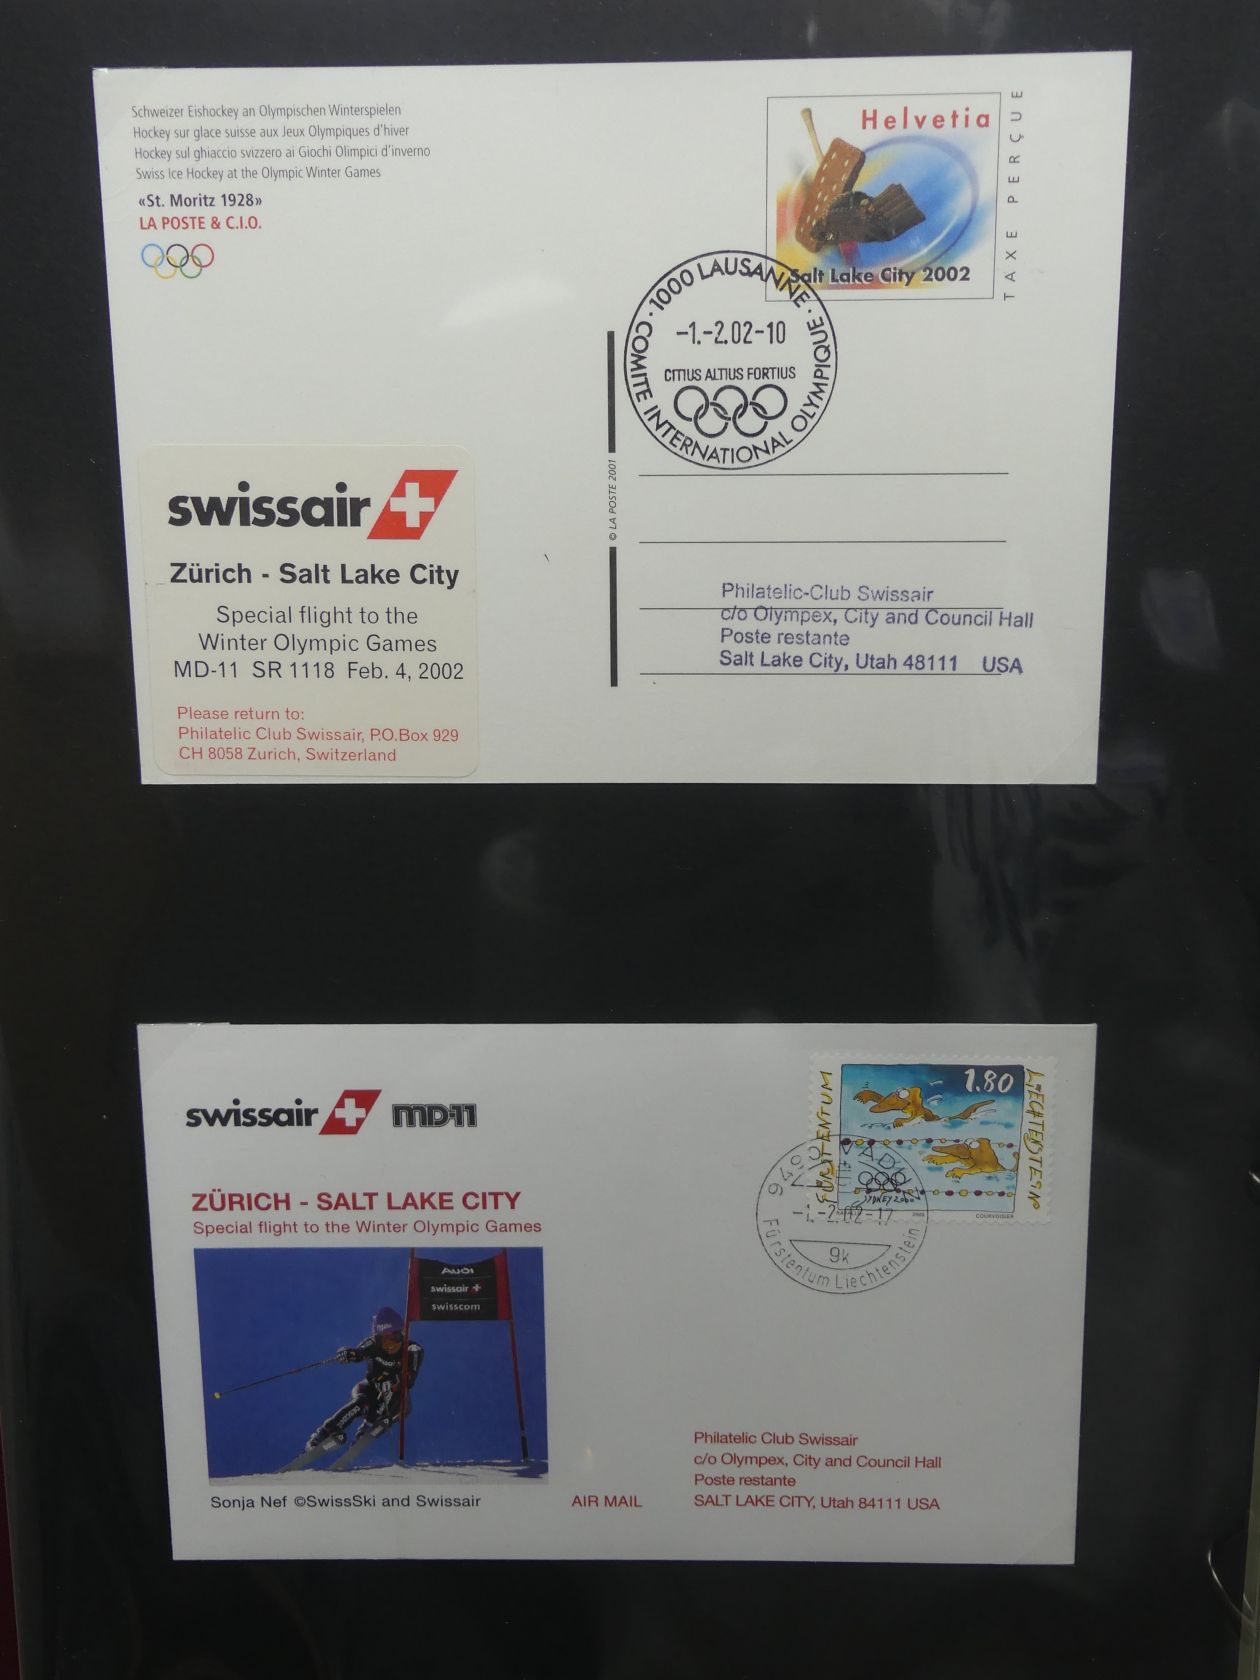 Schweizer Eishockey an Olympischen Winterspielen
Hockey sur glace suisse aux Jeux Olympiques d'hiver
Hockey sul ghiaccio svizzero ai Giochi Olimpici d'inverno
Swiss Ice Hockey at the Olympic Winter Games
«St. Moritz 1928»
LA POSTE & C.I.O.
Helvetia
Salt Lake City 2002
TAXE PERÇUE
1000 LAUSANNE
-1.-2.02-10
CITIUS ALTIUS FORTIUS
COMITE INTERNATIONAL OLYMPIQUE
© LA POSTE 2001
swissair
Zürich - Salt Lake City
Special flight to the
Winter Olympic Games
MD-11 SR 1118 Feb. 4, 2002
Please return to:
Philatelic Club Swissair, P.O.Box 929
CH 8058 Zurich, Switzerland
Philatelic-Club Swissair
c/o Olympex, City and Council Hall
Poste restante
Salt Lake City, Utah 48111 USA
swissair MD-11
ZÜRICH - SALT LAKE CITY
Special flight to the Winter Olympic Games
Audi
swissair
swisscom
Sonja Nef ©SwissSki and Swissair
AIR MAIL
FÜRSTENTUM
1.80
LIECHTENSTEIN
SYDNEY 2000
COURVOISIER
9490 VADUZ
-1.-2.02-17
9k
Fürstentum Liechtenstein
Philatelic Club Swissair
c/o Olympex, City and Council Hall
Poste restante
SALT LAKE CITY, Utah 84111 USA